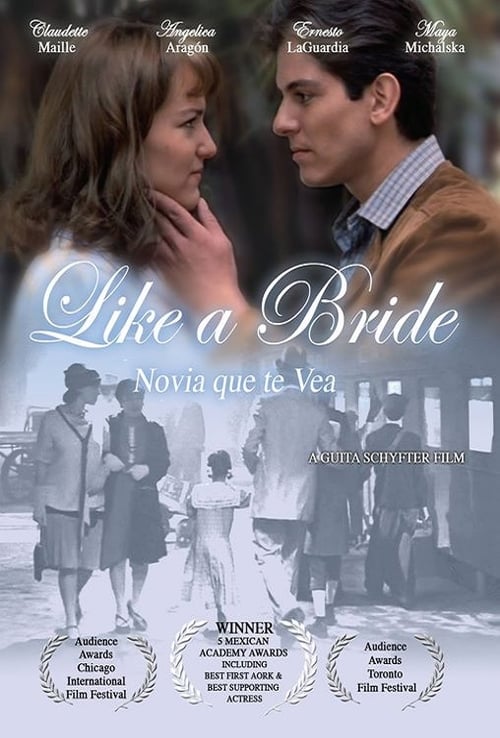 Claudette Angelica Ernesto Maya
Maille Aragón LaGuardia Michalska
Like a Bride
Novia que te Vea
A GUITA SCHYFTER FILM
Audience
Awards
Chicago
International
Film Festival
WINNER
5 MEXICAN
ACADEMY AWARDS
INCLUDING
BEST FIRST AORK &
BEST SUPPORTING
ACTRESS
Audience
Awards
Toronto
Film Festival